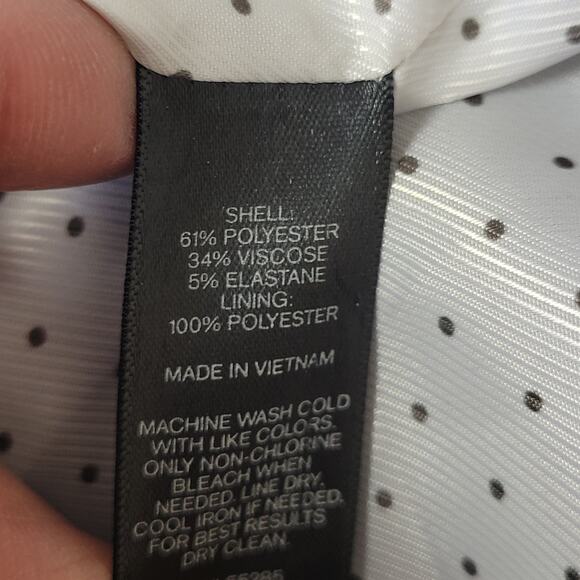 SHELL:
61% POLYESTER
34% VISCOSE
5% ELASTANE
LINING:
100% POLYESTER
MADE IN VIETNAM
MACHINE WASH COLD
WITH LIKE COLORS.
ONLY NON-CHLORINE
BLEACH WHEN
NEEDED. LINE DRY.
COOL IRON IF NEEDED.
FOR BEST RESULTS
DRY CLEAN.